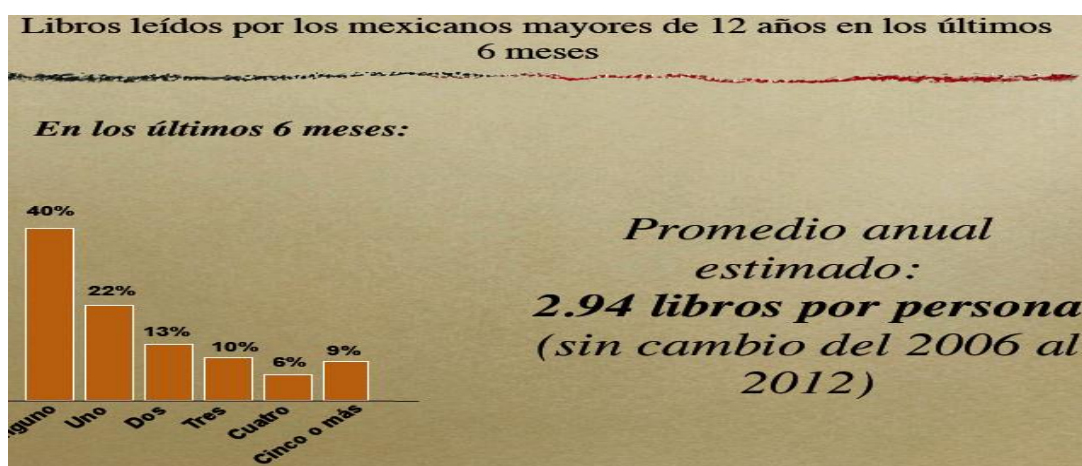 Libros leídos por los mexicanos mayores de 12 años en los últimos
6 meses
En los últimos 6 meses:
40%
22%
13%
10%
6%
9%
nguno
Uno
Dos
Tres
Cuatro
Cinco o más
Promedio anual
estimado:
2.94 libros por persona
(sin cambio del 2006 al
2012)